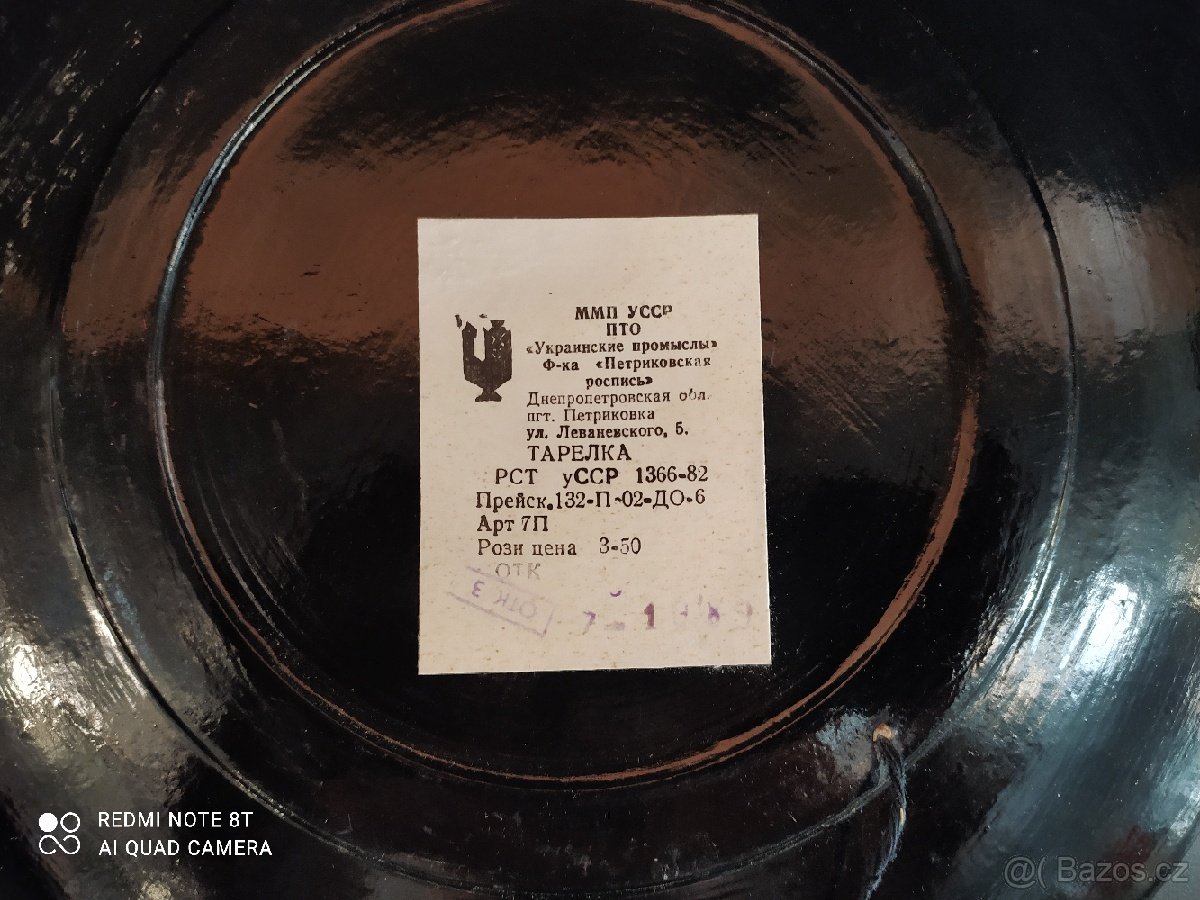 ММП УССР
ПТО
«Украинские промыслы»
Ф-ка «Петриковская
роспись»
Днепропетровская обл.
пгт. Петриковка
ул. Леваневского, 5.
ТАРЕЛКА
РСТ уССР 1366-82
Прейск.132-П-02-ДО-6
Арт 7П
Розн цена 3-50
ОТК
ОТК 3
REDMI NOTE 8T
AI QUAD CAMERA
@( Bazos.cz